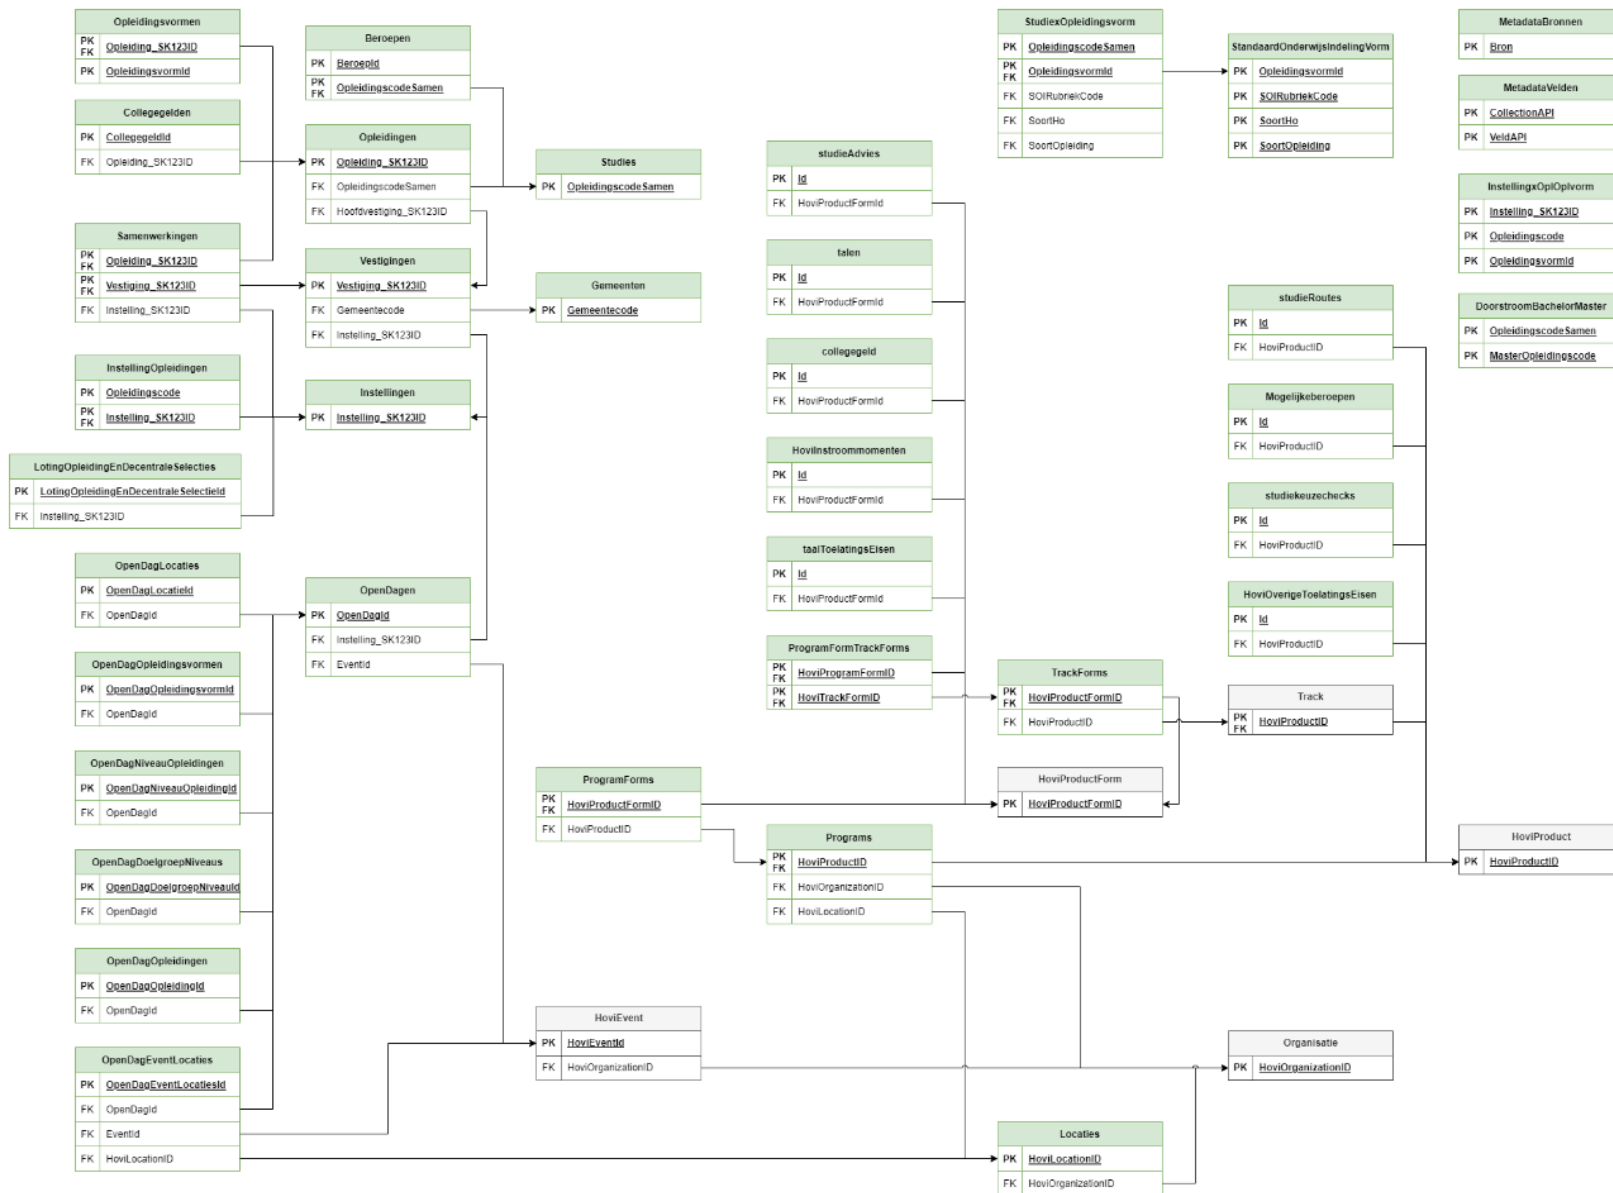 Opleidingsvormen
PK
FK
Opleiding_SK123ID
PK
OpleidingsvormId
Collegegelden
PK
CollegegeldId
FK
Opleiding_SK123ID
Samenwerkingen
PK
FK
Opleiding_SK123ID
PK
FK
Vestiging_SK123ID
FK
Instelling_SK123ID
InstellingOpleidingen
PK
Opleidingscode
PK
FK
Instelling_SK123ID
LotingOpleidingEnDecentraleSelecties
PK
LotingOpleidingEnDecentraleSelectieId
FK
Instelling_SK123ID
OpenDagLocaties
PK
OpenDagLocatieId
FK
OpenDagId
OpenDagOpleidingsvormen
PK
OpenDagOpleidingsvormId
FK
OpenDagId
OpenDagNiveauOpleidingen
PK
OpenDagNiveauOpleidingId
FK
OpenDagId
OpenDagDoelgroepNiveaus
PK
OpenDagDoelgroepNiveauId
FK
OpenDagId
OpenDagOpleidingen
PK
OpenDagOpleidingId
FK
OpenDagId
OpenDagEventLocaties
PK
OpenDagEventLocatiesId
FK
OpenDagId
FK
EventId
FK
HoviLocationID
Beroepen
PK
BeroepId
PK
FK
OpleidingscodeSamen
Opleidingen
PK
Opleiding_SK123ID
FK
OpleidingscodeSamen
FK
Hoofdvestiging_SK123ID
Vestigingen
PK
Vestiging_SK123ID
FK
Gemeentecode
FK
Instelling_SK123ID
Instellingen
PK
Instelling_SK123ID
OpenDagen
PK
OpenDagId
FK
Instelling_SK123ID
FK
EventId
Studies
PK
OpleidingscodeSamen
Gemeenten
PK
Gemeentecode
ProgramForms
PK
FK
HoviProductFormID
FK
HoviProductID
HoviEvent
PK
HoviEventId
FK
HoviOrganizationID
studieAdvies
PK
Id
FK
HoviProductFormId
talen
PK
Id
FK
HoviProductFormId
collegegeld
PK
Id
FK
HoviProductFormId
HoviInstroommomenten
PK
Id
FK
HoviProductFormId
taalToelatingsEisen
PK
Id
FK
HoviProductFormId
ProgramFormTrackForms
PK
FK
HoviProgramFormID
PK
FK
HoviTrackFormID
Programs
PK
FK
HoviProductID
FK
HoviOrganizationID
FK
HoviLocationID
StudiexOpleidingsvorm
PK
OpleidingscodeSamen
PK
FK
OpleidingsvormId
FK
SOIRubriekCode
FK
SoortHo
FK
SoortOpleiding
TrackForms
PK
FK
HoviProductFormID
FK
HoviProductID
HoviProductForm
PK
HoviProductFormID
Locaties
PK
HoviLocationID
FK
HoviOrganizationID
StandaardOnderwijsIndelingVorm
PK
OpleidingsvormId
PK
SOIRubriekCode
PK
SoortHo
PK
SoortOpleiding
studieRoutes
PK
Id
FK
HoviProductID
Mogelijkeberoepen
PK
Id
FK
HoviProductID
studiekeuzechecks
PK
Id
FK
HoviProductID
HoviOverigeToelatingsEisen
PK
Id
FK
HoviProductID
Track
PK
FK
HoviProductID
Organisatie
PK
HoviOrganizationID
MetadataBronnen
PK
Bron
MetadataVelden
PK
CollectionAPI
PK
VeldAPI
InstellingxOplOplvorm
PK
Instelling_SK123ID
PK
Opleidingscode
PK
OpleidingsvormId
DoorstroomBachelorMaster
PK
OpleidingscodeSamen
PK
MasterOpleidingscode
HoviProduct
PK
HoviProductID